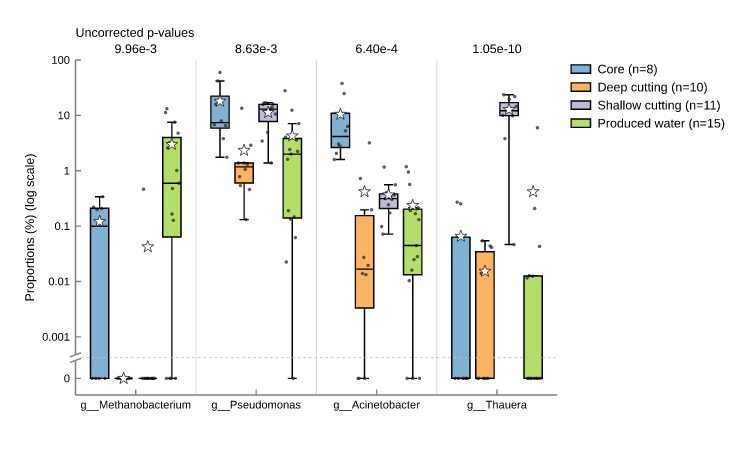 Uncorrected p-values
9.96e-3 8.63e-3 6.40e-4 1.05e-10
Proportions (%) (log scale)
100
10
1
0.1
0.01
0.001
0
g__Methanobacterium g__Pseudomonas g__Acinetobacter g__Thauera
Core (n=8)
Deep cutting (n=10)
Shallow cutting (n=11)
Produced water (n=15)